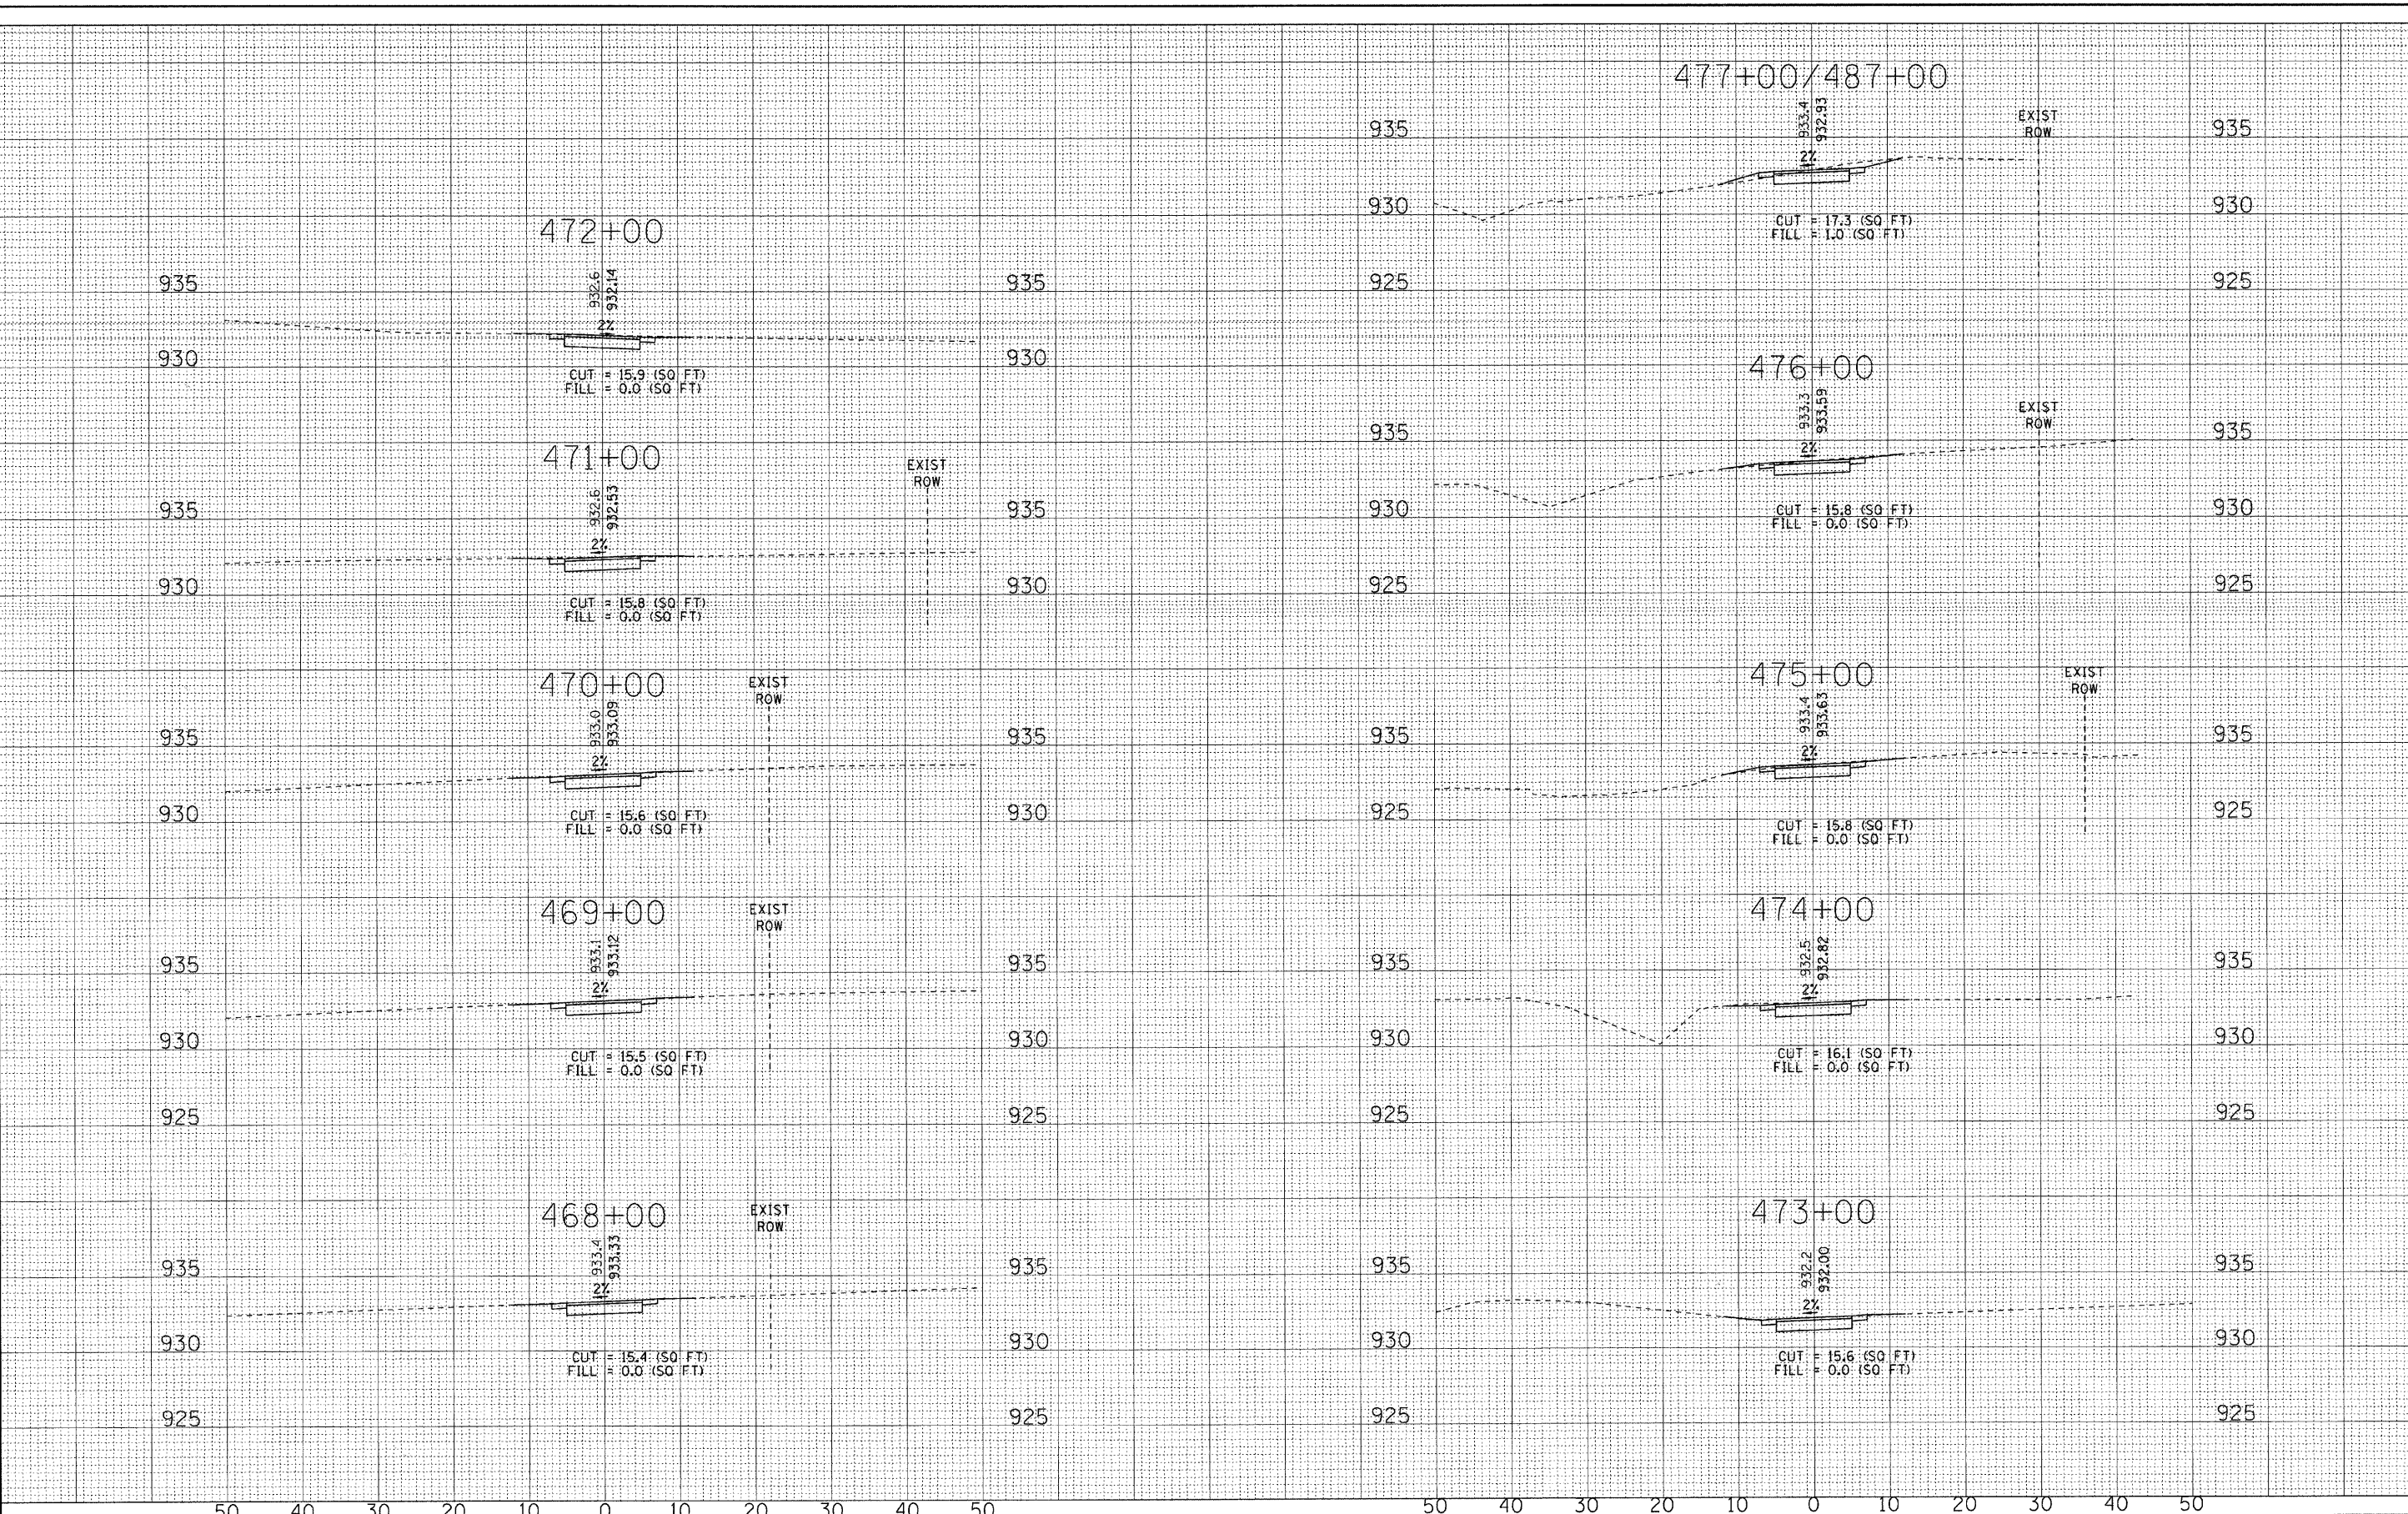 472+00
932.6
932.14
2%
935
935
930
930
CUT = 15.9 (SQ FT)
FILL = 0.0 (SQ FT)
471+00
932.6
932.53
2%
EXIST
ROW
935
935
930
930
CUT = 15.8 (SQ FT)
FILL = 0.0 (SQ FT)
470+00
933.0
933.09
2%
EXIST
ROW
935
935
930
930
CUT = 15.6 (SQ FT)
FILL = 0.0 (SQ FT)
469+00
933.1
933.12
2%
EXIST
ROW
935
935
930
930
CUT = 15.5 (SQ FT)
FILL = 0.0 (SQ FT)
925
925
468+00
933.4
933.33
2%
EXIST
ROW
935
935
930
930
CUT = 15.4 (SQ FT)
FILL = 0.0 (SQ FT)
925
925
50 40 30 20 10 0 10 20 30 40 50
477+00/487+00
933.4
932.93
2%
EXIST
ROW
935
935
930
930
CUT = 17.3 (SQ FT)
FILL = 1.0 (SQ FT)
925
925
476+00
933.3
933.59
2%
EXIST
ROW
935
935
930
930
CUT = 15.8 (SQ FT)
FILL = 0.0 (SQ FT)
925
925
475+00
933.4
933.63
2%
EXIST
ROW
935
935
925
925
CUT = 15.8 (SQ FT)
FILL = 0.0 (SQ FT)
474+00
932.5
932.82
2%
935
935
930
930
CUT = 16.1 (SQ FT)
FILL = 0.0 (SQ FT)
925
925
473+00
932.2
932.00
2%
935
935
930
930
CUT = 15.6 (SQ FT)
FILL = 0.0 (SQ FT)
925
925
50 40 30 20 10 0 10 20 30 40 50